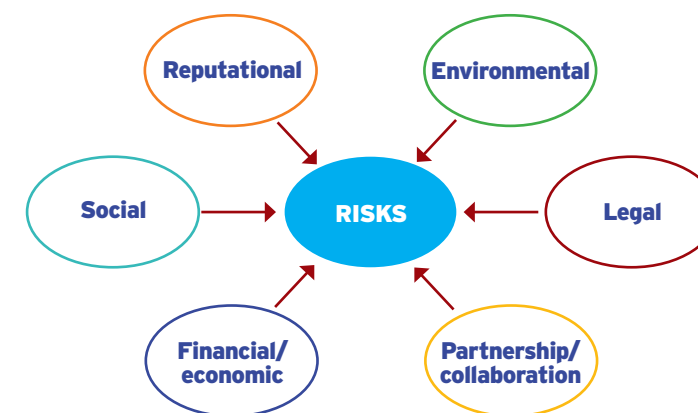 Reputational
Environmental
Social
RISKS
Legal
Financial/
economic
Partnership/
collaboration